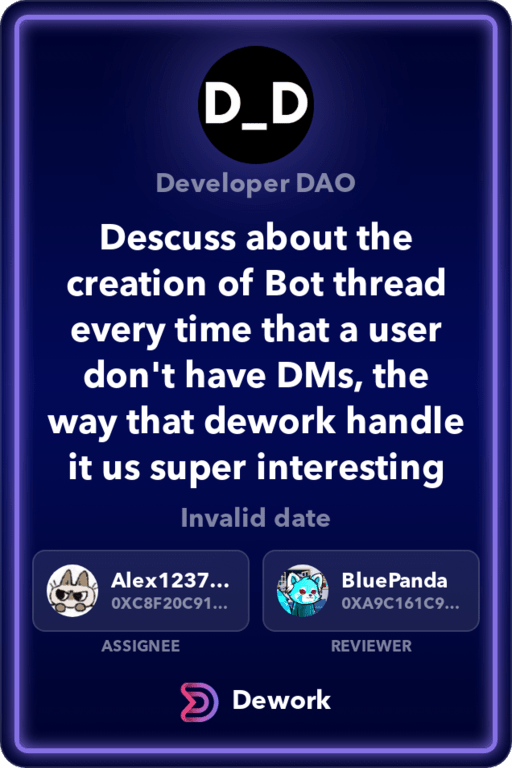 D_D
Developer DAO
Descuss about the
creation of Bot thread
every time that a user
don't have DMs, the
way that dework handle
it us super interesting
Invalid date
Alex1237...
0XC8F20C91...
ASSIGNEE
BluePanda
0XA9C161C9...
REVIEWER
Dework